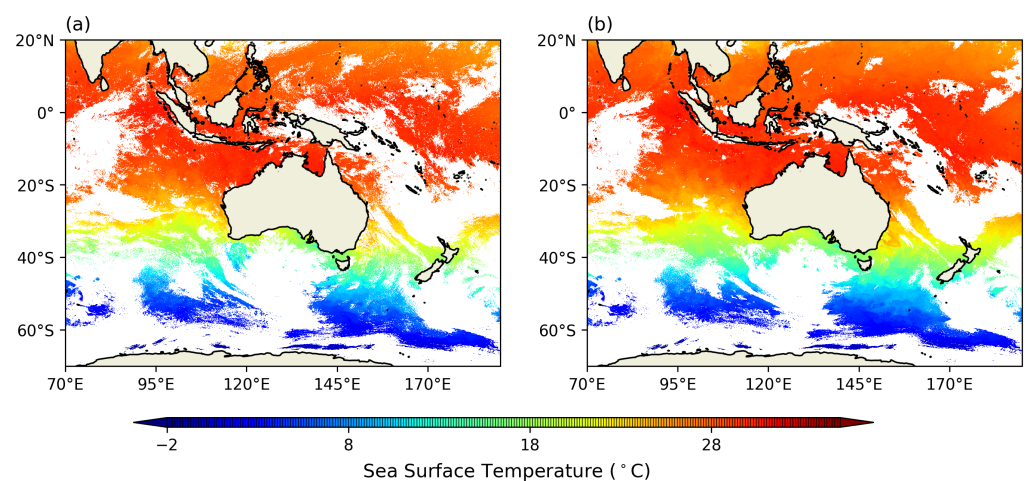 (a) (b)
20°N 20°N
0° 0°
20°S 20°S
40°S 40°S
60°S 60°S
70°E 95°E 120°E 145°E 170°E 70°E 95°E 120°E 145°E 170°E
−2 8 18 28
Sea Surface Temperature (°C)